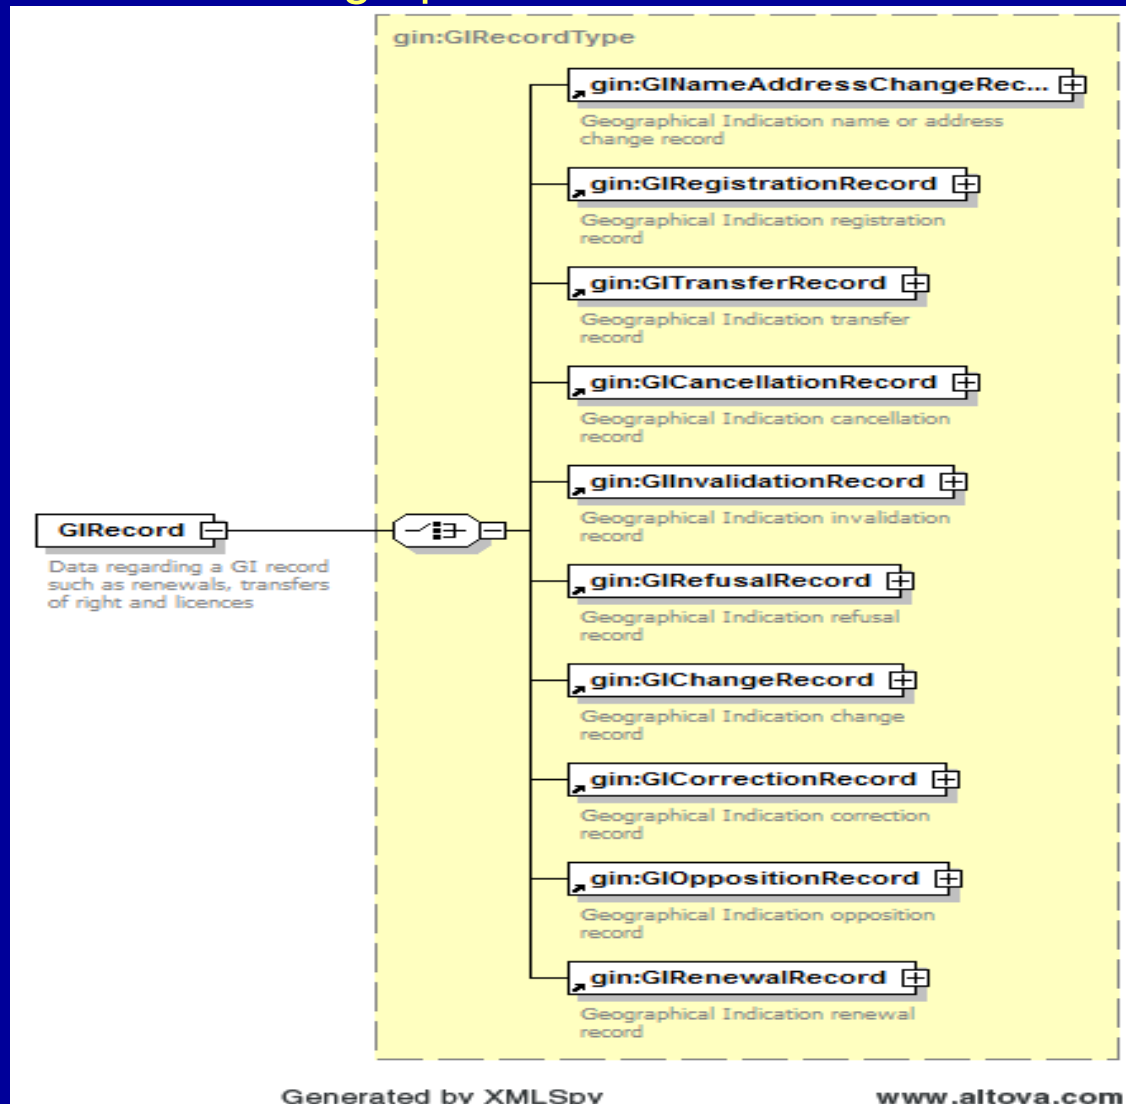 gin:GIRecordType
gin:GINameAddressChangeRec...
Geographical Indication name or address
change record
gin:GIRegistrationRecord
Geographical Indication registration
record
gin:GITransferRecord
Geographical Indication transfer
record
gin:GICancellationRecord
Geographical Indication cancellation
record
gin:GIInvalidationRecord
Geographical Indication invalidation
record
GIRecord
Data regarding a GI record
such as renewals, transfers
of right and licences
gin:GIRefusalRecord
Geographical Indication refusal
record
gin:GIChangeRecord
Geographical Indication change
record
gin:GICorrectionRecord
Geographical Indication correction
record
gin:GIOppositionRecord
Geographical Indication opposition
record
gin:GIRenewalRecord
Geographical Indication renewal
record
Generated by XMLSpy
www.altova.com